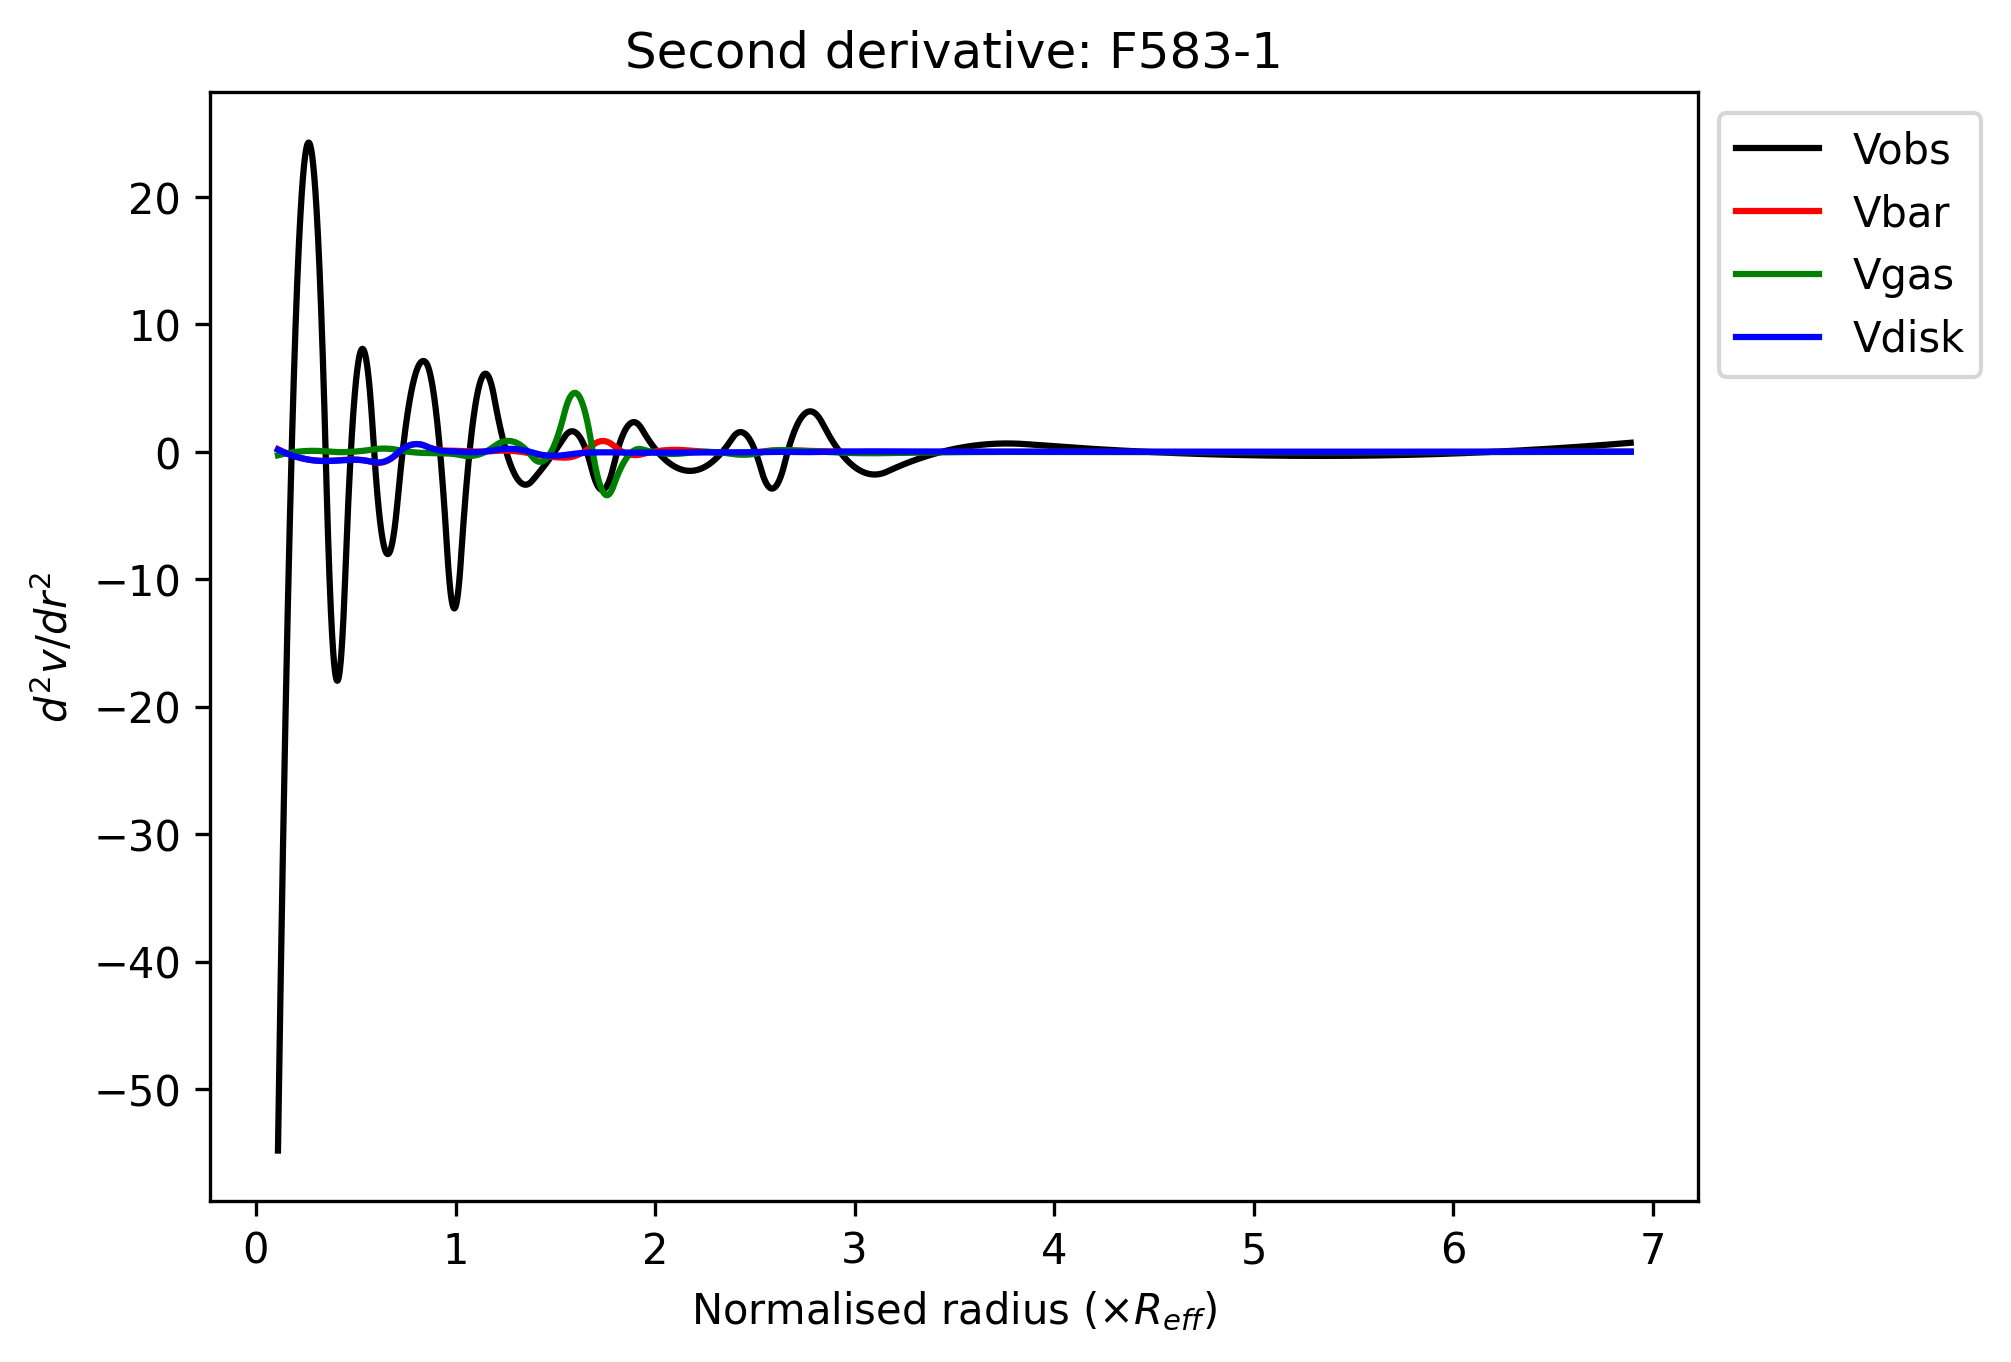 Second derivative: F583-1
Vobs
Vbar
Vgas
Vdisk
20
10
0
−10
−20
−30
−40
−50
d²v/dr²
0 1 2 3 4 5 6 7
Normalised radius (×R_eff)